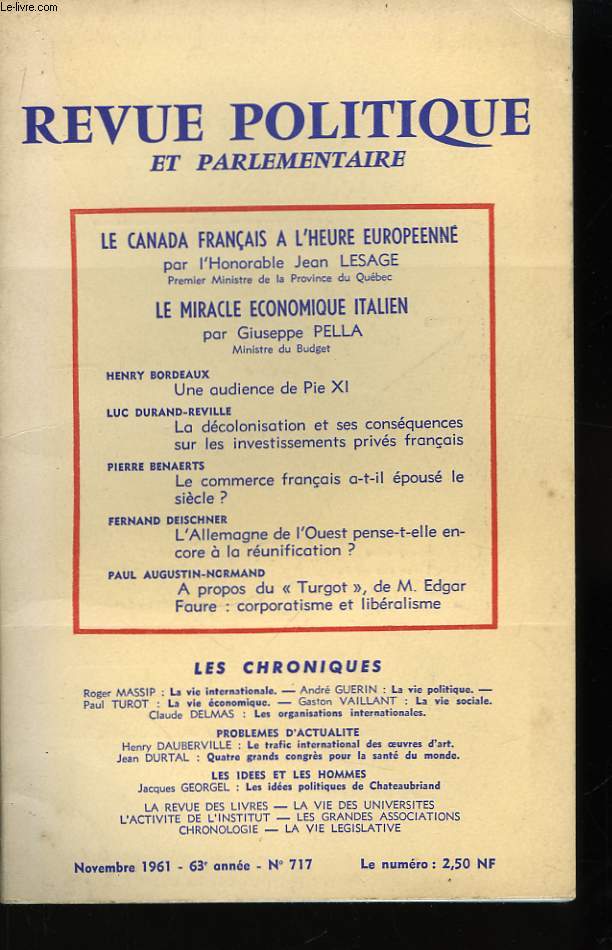 Le-livre.com
REVUE POLITIQUE
ET PARLEMENTAIRE
LE CANADA FRANÇAIS A L'HEURE EUROPEENNE
par l'Honorable Jean LESAGE
Premier Ministre de la Province du Québec
LE MIRACLE ECONOMIQUE ITALIEN
par Giuseppe PELLA
Ministre du Budget
HENRY BORDEAUX
Une audience de Pie XI
LUC DURAND-REVILLE
La décolonisation et ses conséquences
sur les investissements privés français
PIERRE BENAERTS
Le commerce français a-t-il épousé le
siècle ?
FERNAND DEISCHNER
L'Allemagne de l'Ouest pense-t-elle en-
core à la réunification ?
PAUL AUGUSTIN-NORMAND
A propos du « Turgot », de M. Edgar
Faure : corporatisme et libéralisme
LES CHRONIQUES
Roger MASSIP : La vie internationale. — André GUERIN : La vie politique. —
Paul TUROT : La vie économique. — Gaston VAILLANT : La vie sociale.
Claude DELMAS : Les organisations internationales.
PROBLEMES D'ACTUALITE
Henry DAUBERVILLE : Le trafic international des œuvres d'art.
Jean DURTAL : Quatre grands congrès pour la santé du monde.
LES IDEES ET LES HOMMES
Jacques GEORGEL : Les idées politiques de Chateaubriand
LA REVUE DES LIVRES — LA VIE DES UNIVERSITES
L'ACTIVITE DE L'INSTITUT — LES GRANDES ASSOCIATIONS
CHRONOLOGIE — LA VIE LEGISLATIVE
Novembre 1961 - 63e année - N° 717 Le numéro : 2,50 NF